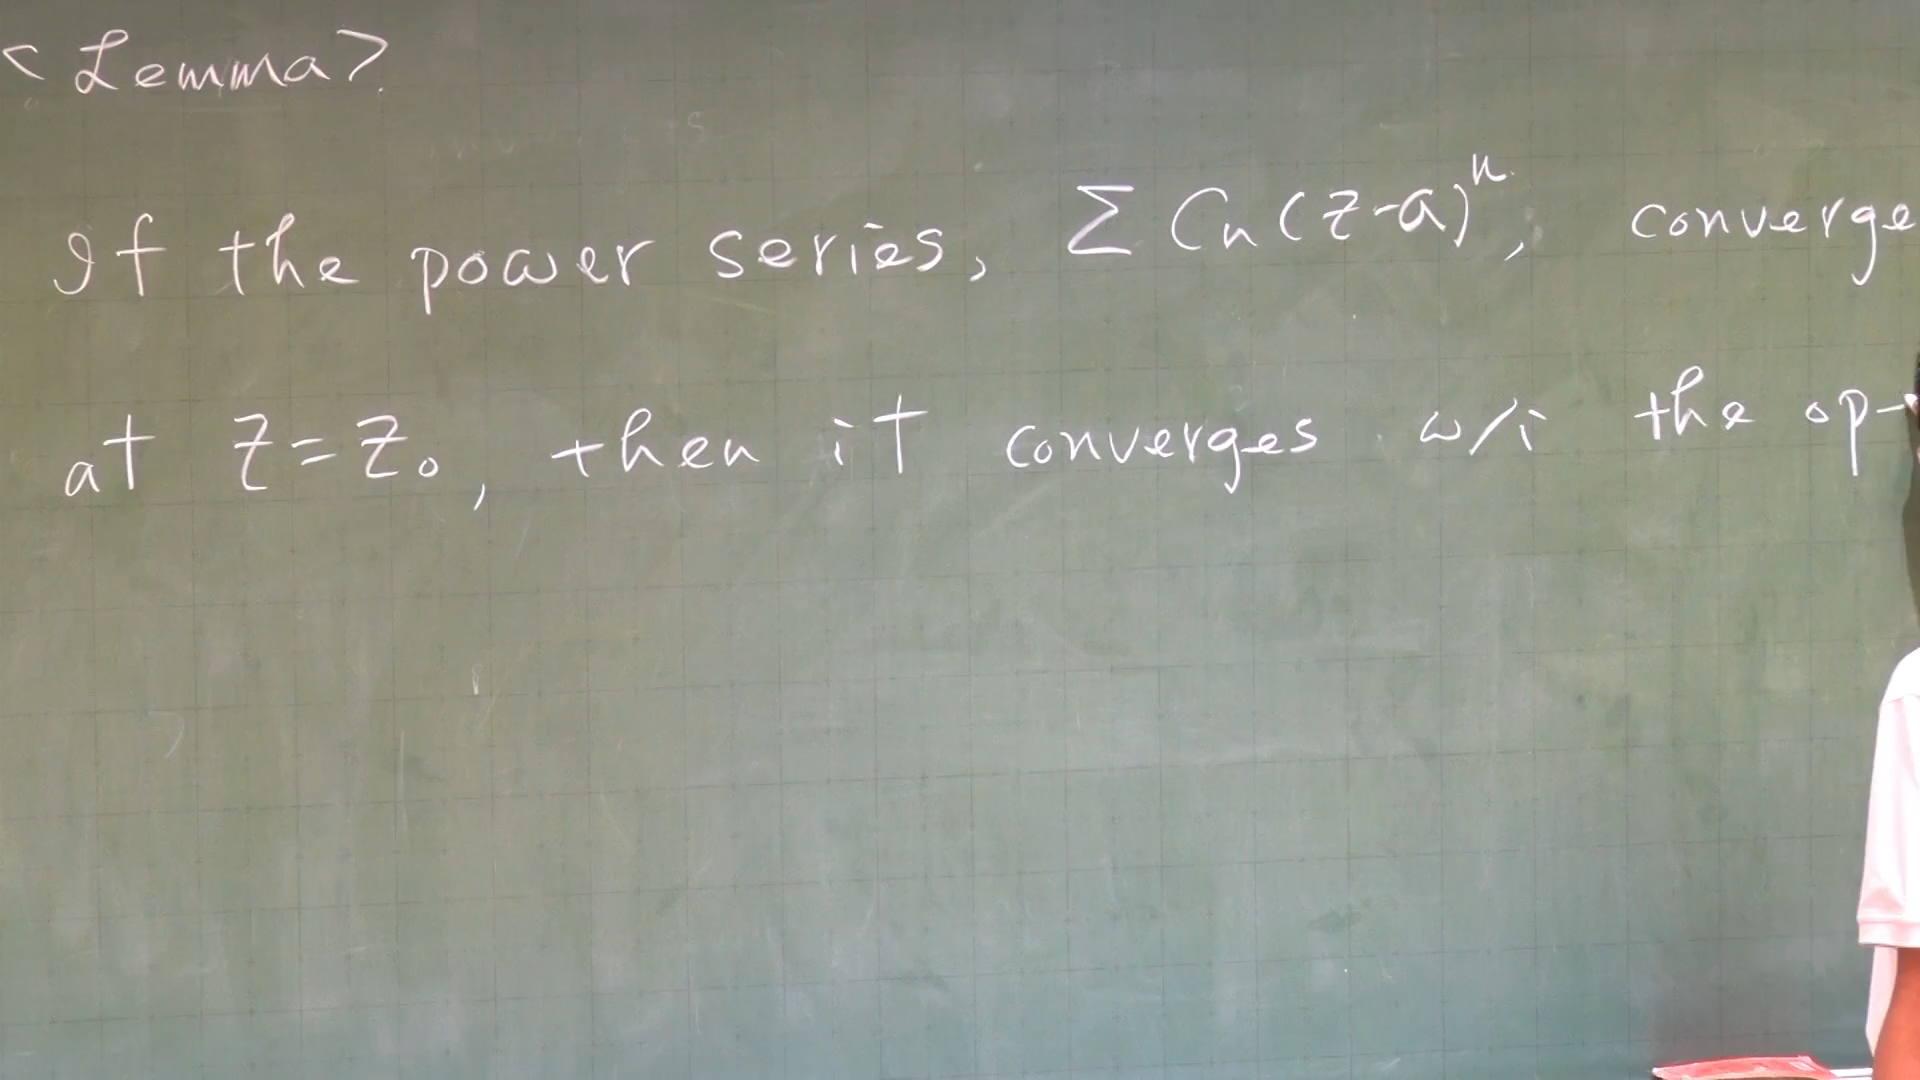 <Lemma>
If the power series, Σ Cn(z-a)^n, converge
at z=z₀, then it converges w/i the op